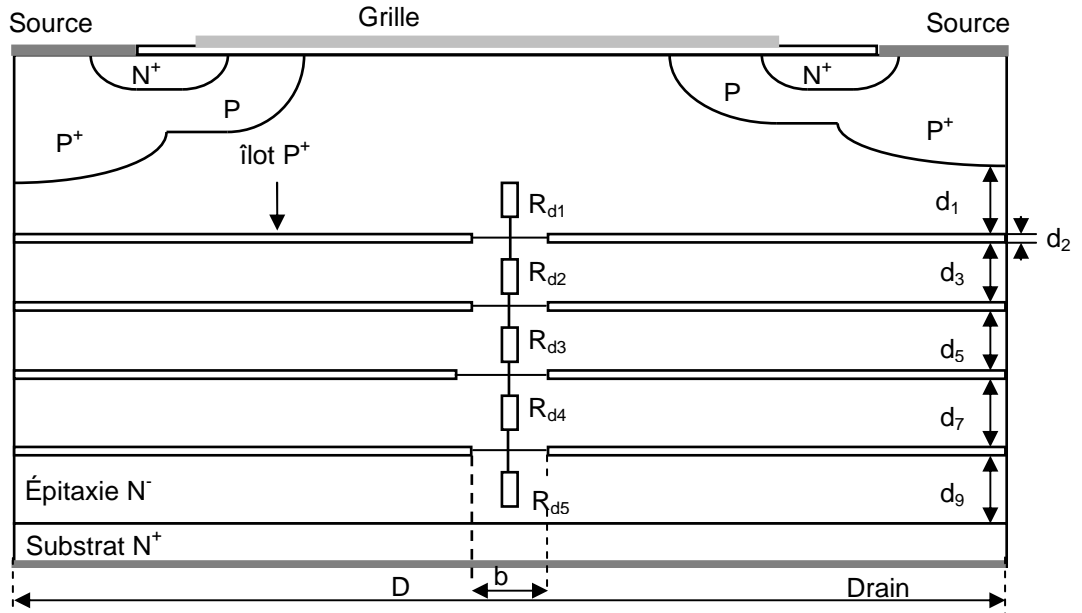 Source
Grille
Source
N+
N+
P
P
P+
P+
îlot P+
Rd1
d1
d2
Rd2
d3
Rd3
d5
Rd4
d7
Rd5
d9
Épitaxie N-
Substrat N+
D
b
Drain